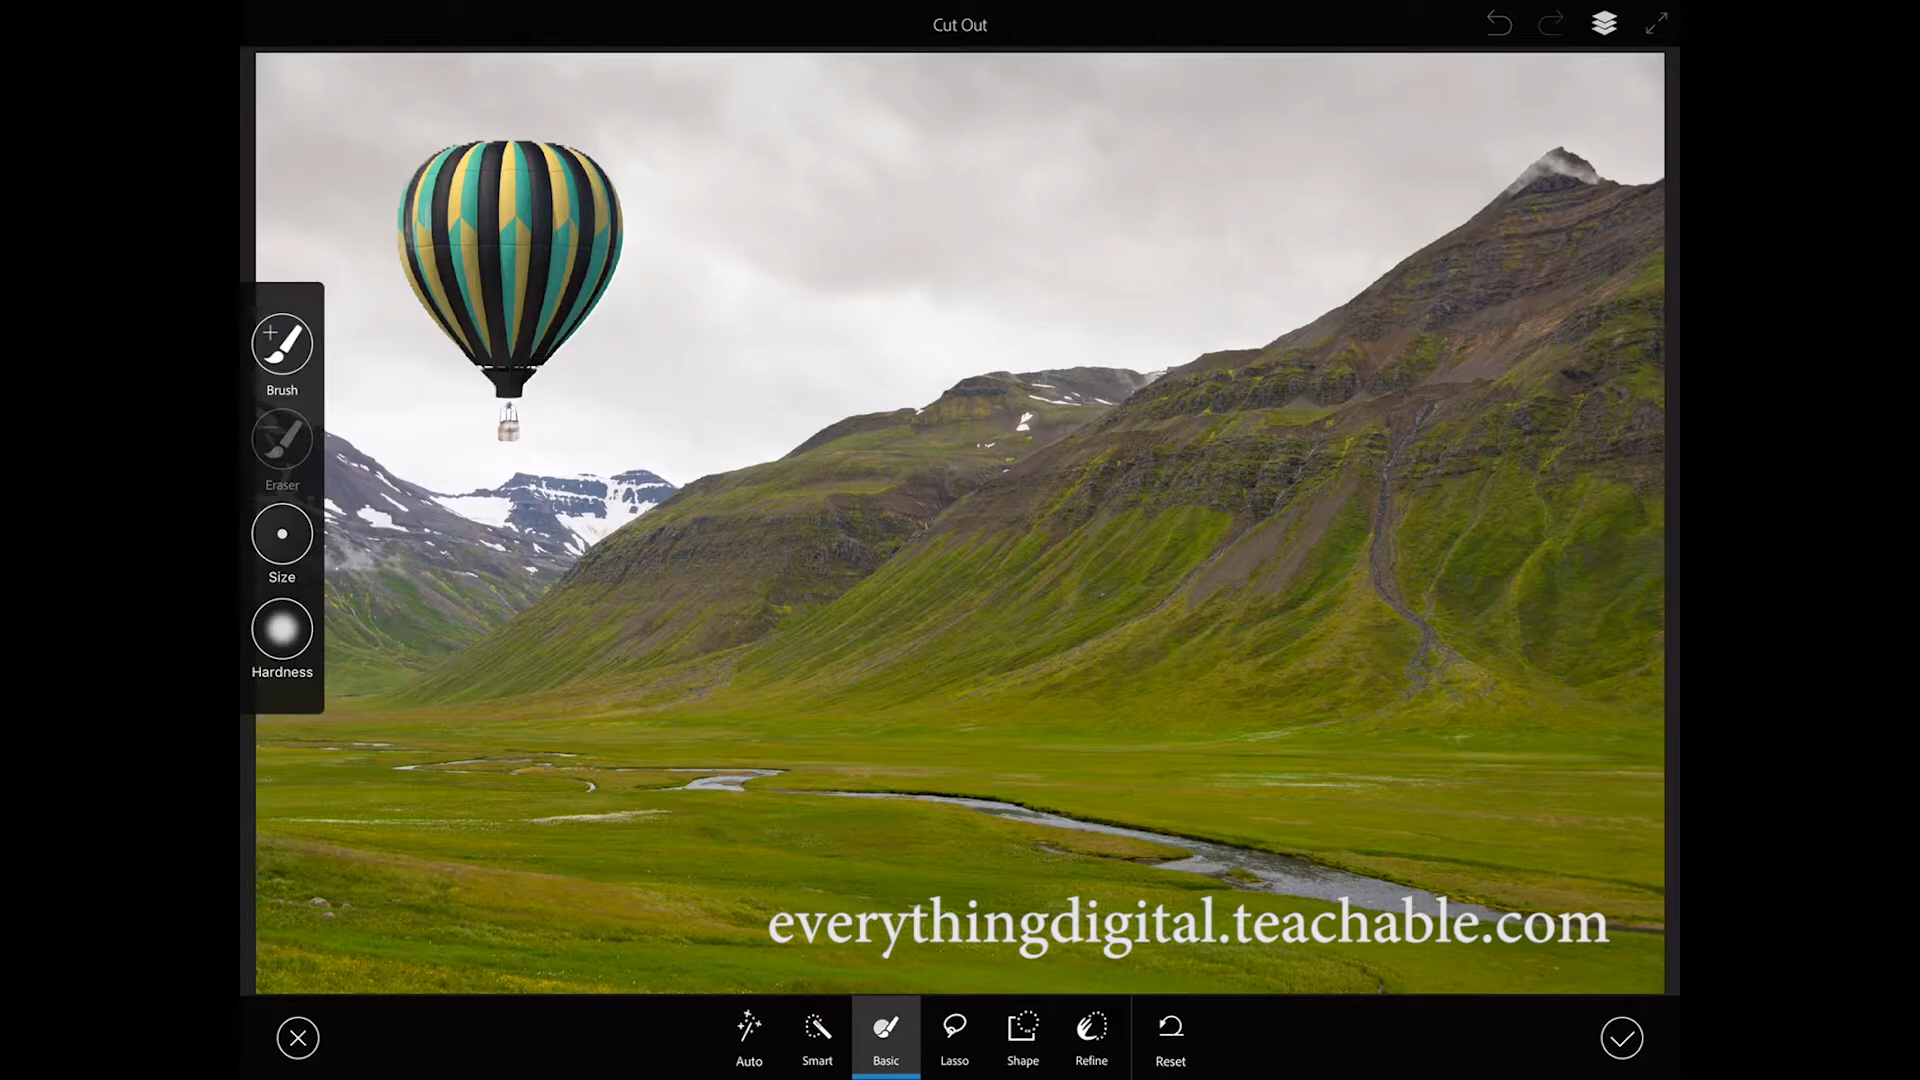 Cut Out
Brush
Eraser
Size
Hardness
everythingdigital.teachable.com
Auto
Smart
Basic
Lasso
Shape
Refine
Reset